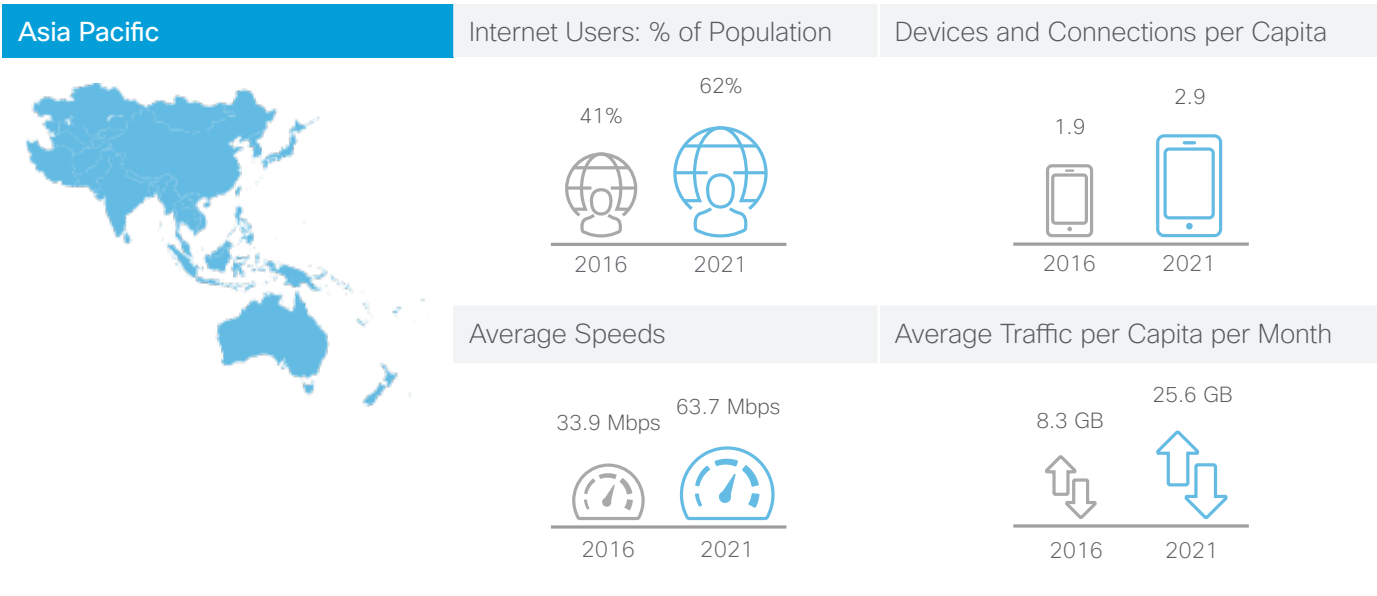 Asia Pacific
Internet Users: % of Population
41%
62%
2016
2021
Devices and Connections per Capita
1.9
2.9
2016
2021
Average Speeds
33.9 Mbps
63.7 Mbps
2016
2021
Average Traffic per Capita per Month
8.3 GB
25.6 GB
2016
2021